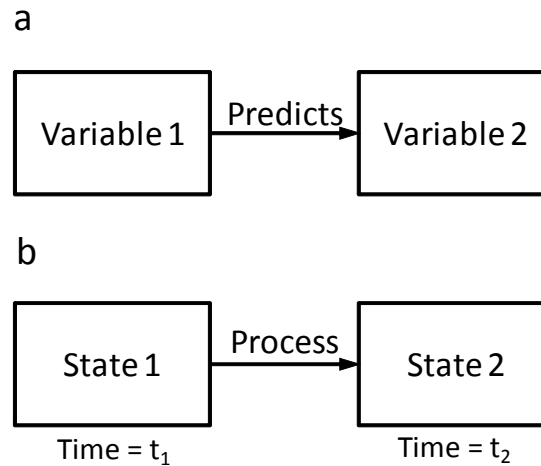 a
Predicts
Variable 1
Variable 2
b
Process
State 1
State 2
Time = t₁
Time = t₂